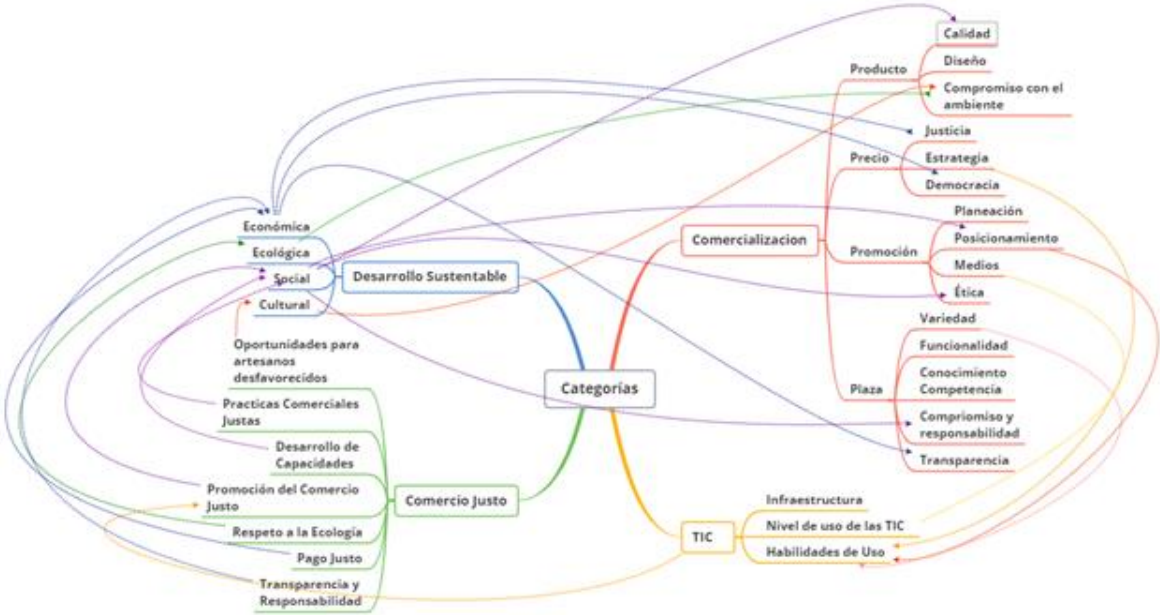 Calidad
Producto
Diseño
Compromiso con el
ambiente
Justicia
Precio
Estrategia
Democracia
Planeación
Comercializacion
Promoción
Posicionamiento
Medios
Ética
Variedad
Funcionalidad
Plaza
Conocimiento
Competencia
Compriomiso y
responsabilidad
Transparencia
Económica
Ecológica
Desarrollo Sustentable
Social
Cultural
Categorías
Oportunidades para
artesanos
desfavorecidos
Practicas Comerciales
Justas
Desarrollo de
Capacidades
Comercio Justo
Promoción del Comercio
Justo
Respeto a la Ecología
Pago Justo
Transparencia y
Responsabilidad
TIC
Infraestructura
Nivel de uso de las TIC
Habilidades de Uso